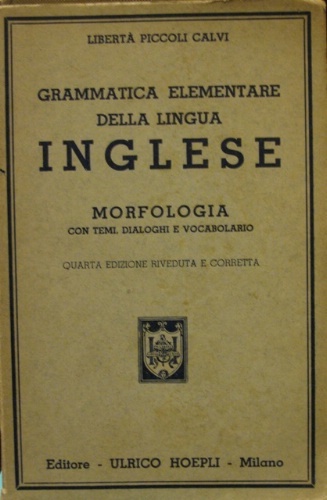 LIBERTÀ PICCOLI CALVI
GRAMMATICA ELEMENTARE
DELLA LINGUA
INGLESE
MORFOLOGIA
CON TEMI, DIALOGHI E VOCABOLARIO
QUARTA EDIZIONE RIVEDUTA E CORRETTA
Editore - ULRICO HOEPLI - Milano